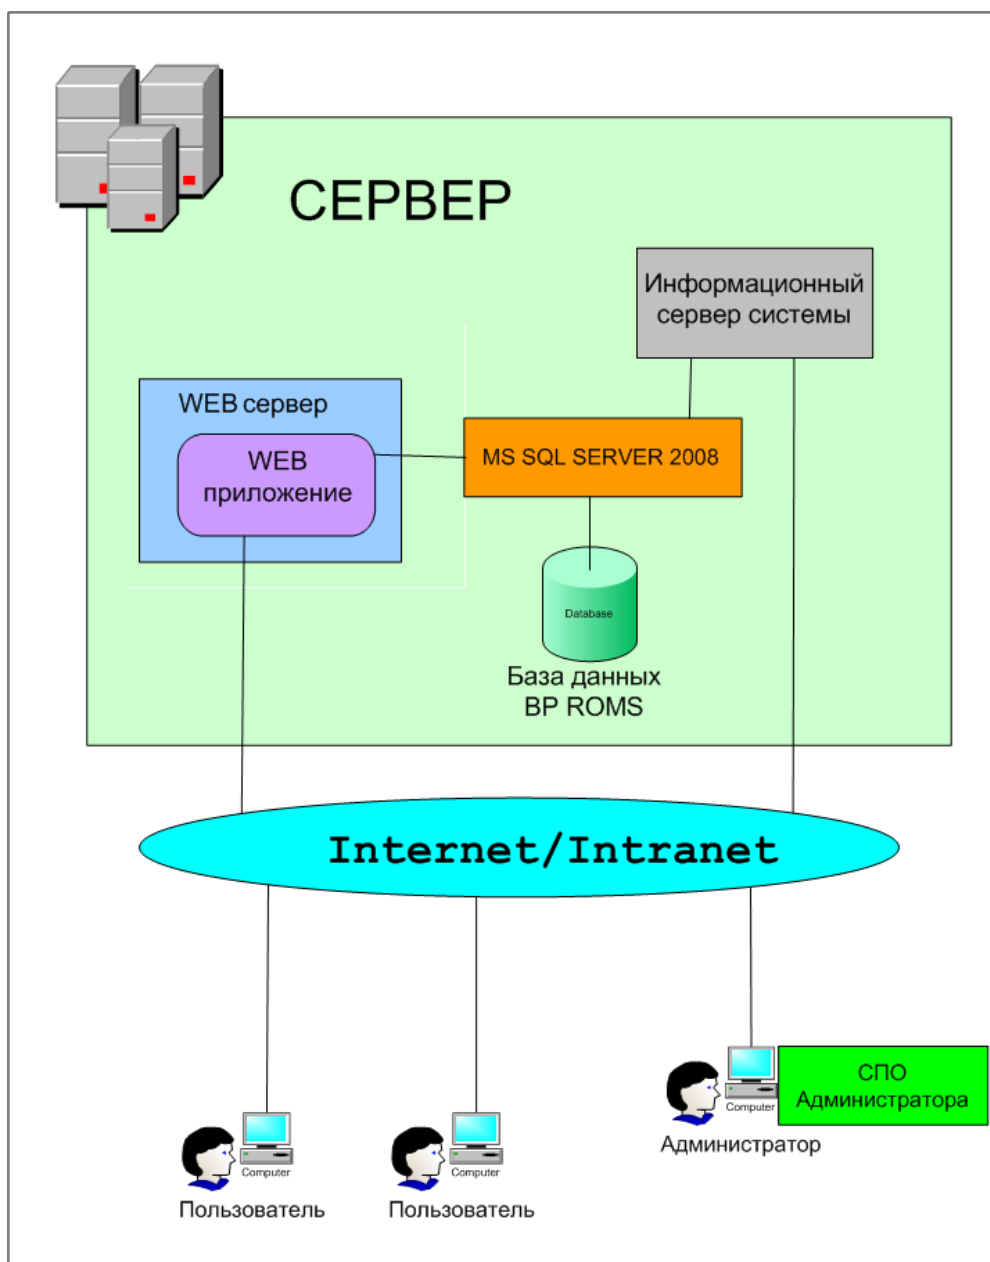 СЕРВЕР
Информационный
сервер системы
WEB сервер
WEB
приложение
MS SQL SERVER 2008
Database
База данных
BP ROMS
Internet/Intranet
Computer
СПО
Администратора
Администратор
Computer
Пользователь
Computer
Пользователь